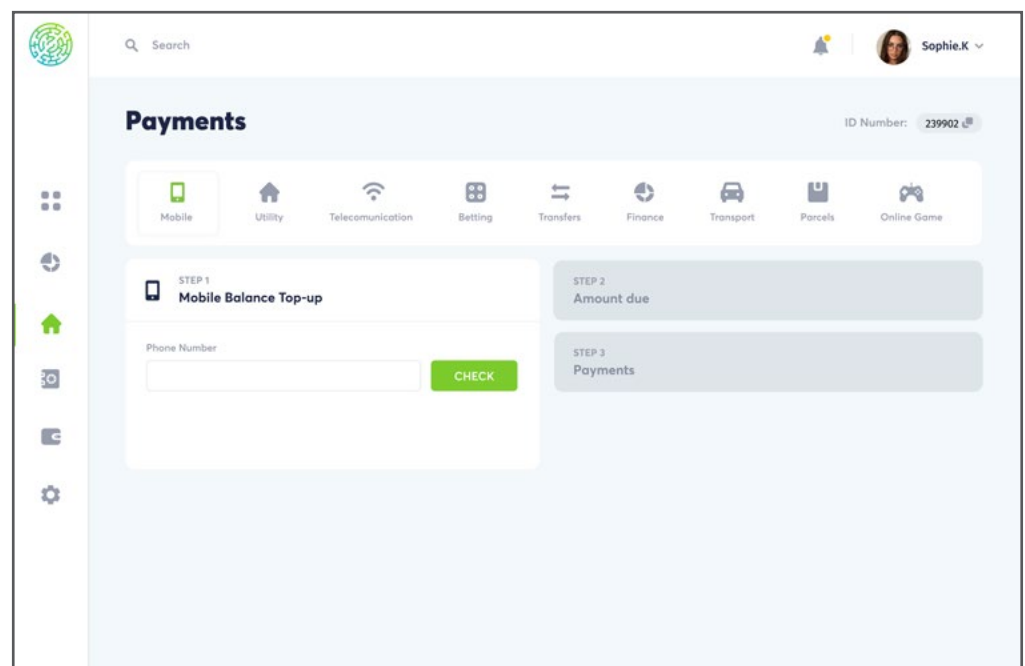 Search
Sophie.K
Payments
ID Number: 239902
Mobile
Utility
Telecomunication
Betting
Transfers
Finance
Transport
Parcels
Online Game
STEP 1
Mobile Balance Top-up
Phone Number
CHECK
STEP 2
Amount due
STEP 3
Payments